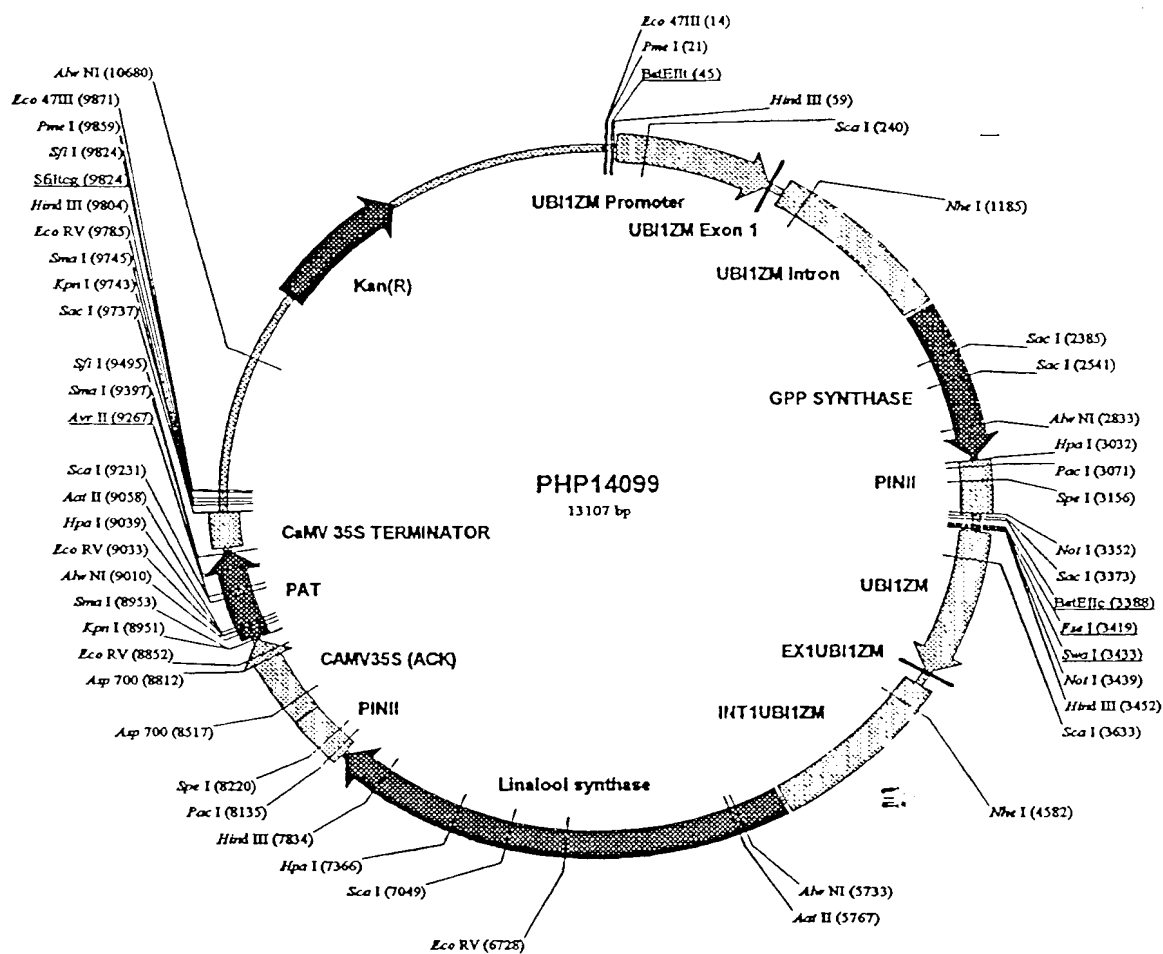 Eco 47III (14)
Pme I (21)
BstEIIt (45)
Hind III (59)
Sca I (240)
Nhe I (1185)
Sac I (2385)
Sac I (2541)
Alw NI (2833)
Hpa I (3032)
Pac I (3071)
Spe I (3156)
Not I (3352)
Sac I (3373)
BstEIIc (3388)
Fse I (3419)
Swa I (3433)
Not I (3439)
Hind III (3452)
Sca I (3633)
Nhe I (4582)
Alw NI (5733)
Aat II (5767)
Eco RV (6728)
Sca I (7049)
Hpa I (7366)
Hind III (7834)
Pac I (8135)
Spe I (8220)
Asp 700 (8517)
Asp 700 (8812)
Eco RV (8852)
Kpn I (8951)
Sma I (8953)
Alw NI (9010)
Eco RV (9033)
Hpa I (9039)
Aat II (9058)
Sca I (9231)
Avr II (9267)
Sma I (9397)
Sfi I (9495)
Sac I (9737)
Kpn I (9743)
Sma I (9745)
Eco RV (9785)
Hind III (9804)
(9824)
Sfi I (9824)
Pme I (9859)
Eco 47III (9871)
Alw NI (10680)
UBI1ZM Promoter
UBI1ZM Exon 1
UBI1ZM Intron
GPP SYNTHASE
PINII
UBI1ZM
EX1UBI1ZM
INT1UBI1ZM
Linalool synthase
PINII
CAMV35S (ACK)
PAT
CaMV 35S TERMINATOR
Kan(R)
PHP14099
13107 bp